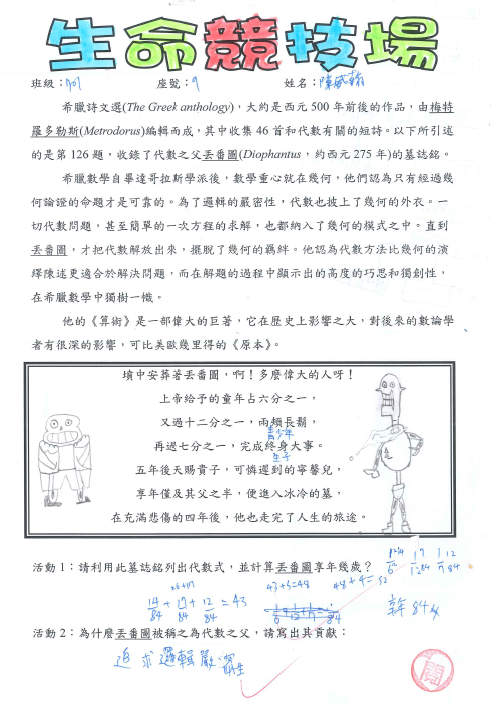 生命競技場
班級：701 座號：9 姓名：陳
希臘詩文選(The Greek anthology)，大約是西元 500 年前後的作品，由梅特
羅多勒斯(Metrodorus)編輯而成，其中收集 46 首和代數有關的短詩。以下所引述
的是第 126 題，收錄了代數之父丟番圖(Diophantus，約西元 275 年)的墓誌銘。
希臘數學自畢達哥拉斯學派後，數學重心就在幾何，他們認為只有經過幾
何論證的命題才是可靠的。為了邏輯的嚴密性，代數也披上了幾何的外衣。一
切代數問題，甚至簡單的一次方程的求解，也都納入了幾何的模式之中。直到
丟番圖，才把代數解放出來，擺脫了幾何的羈絆。他認為代數方法比幾何的演
繹陳述更適合於解決問題，而在解題的過程中顯示出的高度的巧思和獨創性，
在希臘數學中獨樹一幟。
他的《算術》是一部偉大的巨著，它在歷史上影響之大，對後來的數論學
者有很深的影響，可比美歐幾里得的《原本》。
墳中安葬著丟番圖，啊！多麼偉大的人呀！
上帝給予的童年占六分之一，
又過十二分之一，兩頰長鬍，
青少年
再過七分之一，完成終身大事。
生子
五年後天賜貴子，可憐遲到的寧馨兒，
享年僅及其父之半，便進入冰冷的墓，
在充滿悲傷的四年後，他也走完了人生的旅途。
活動 1：請利用此墓誌銘列出代數式，並計算丟番圖享年幾歲？
43+5=48 48+4=52
14/84 + 17/84 + 12/84 = 43
84
活動 2：為什麼丟番圖被稱之為代數之父，請寫出其貢獻：
追求邏輯嚴
性
閱